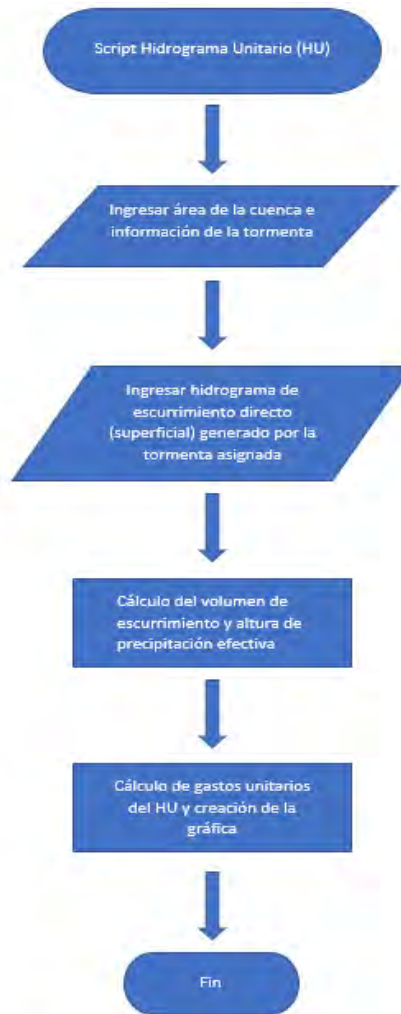 Script Hidrograma Unitario (HU)
Ingresar área de la cuenca e
información de la tormenta
Ingresar hidrograma de
escurrimiento directo
(superficial) generado por la
tormenta asignada
Cálculo del volumen de
escurrimiento y altura de
precipitación efectiva
Cálculo de gastos unitarios
del HU y creación de la
gráfica
Fin